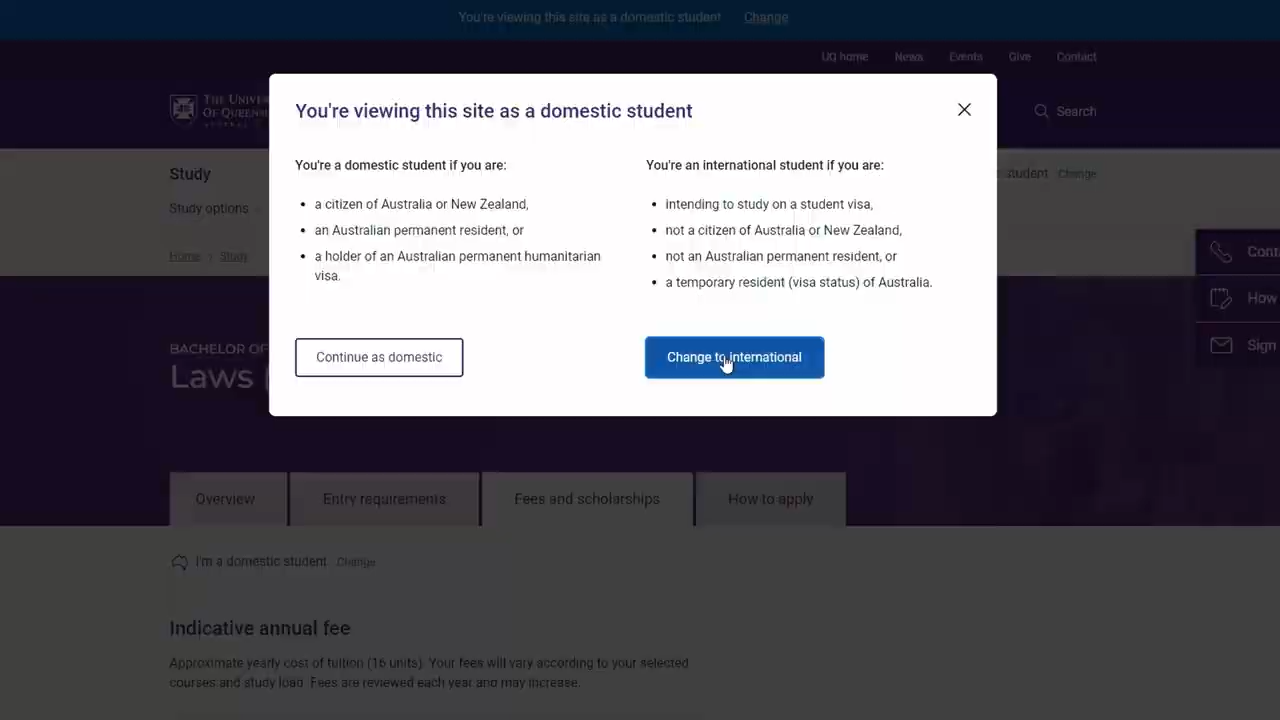 You're viewing this site as a domestic student Change
UQ home News Events Give Contact
THE UNIVER
OF QUEEN
Search
You're viewing this site as a domestic student
You're a domestic student if you are:
• a citizen of Australia or New Zealand,
• an Australian permanent resident, or
• a holder of an Australian permanent humanitarian
visa.
Continue as domestic
You're an international student if you are:
• intending to study on a student visa,
• not a citizen of Australia or New Zealand,
• not an Australian permanent resident, or
• a temporary resident (visa status) of Australia.
Change to international
Study
student Change
Study options
Home Study
Cont
How
Sign
BACHELOR OF
Laws
Overview Entry requirements Fees and scholarships How to apply
I'm a domestic student Change
Indicative annual fee
Approximate yearly cost of tuition (16 units). Your fees will vary according to your selected
courses and study load. Fees are reviewed each year and may increase.